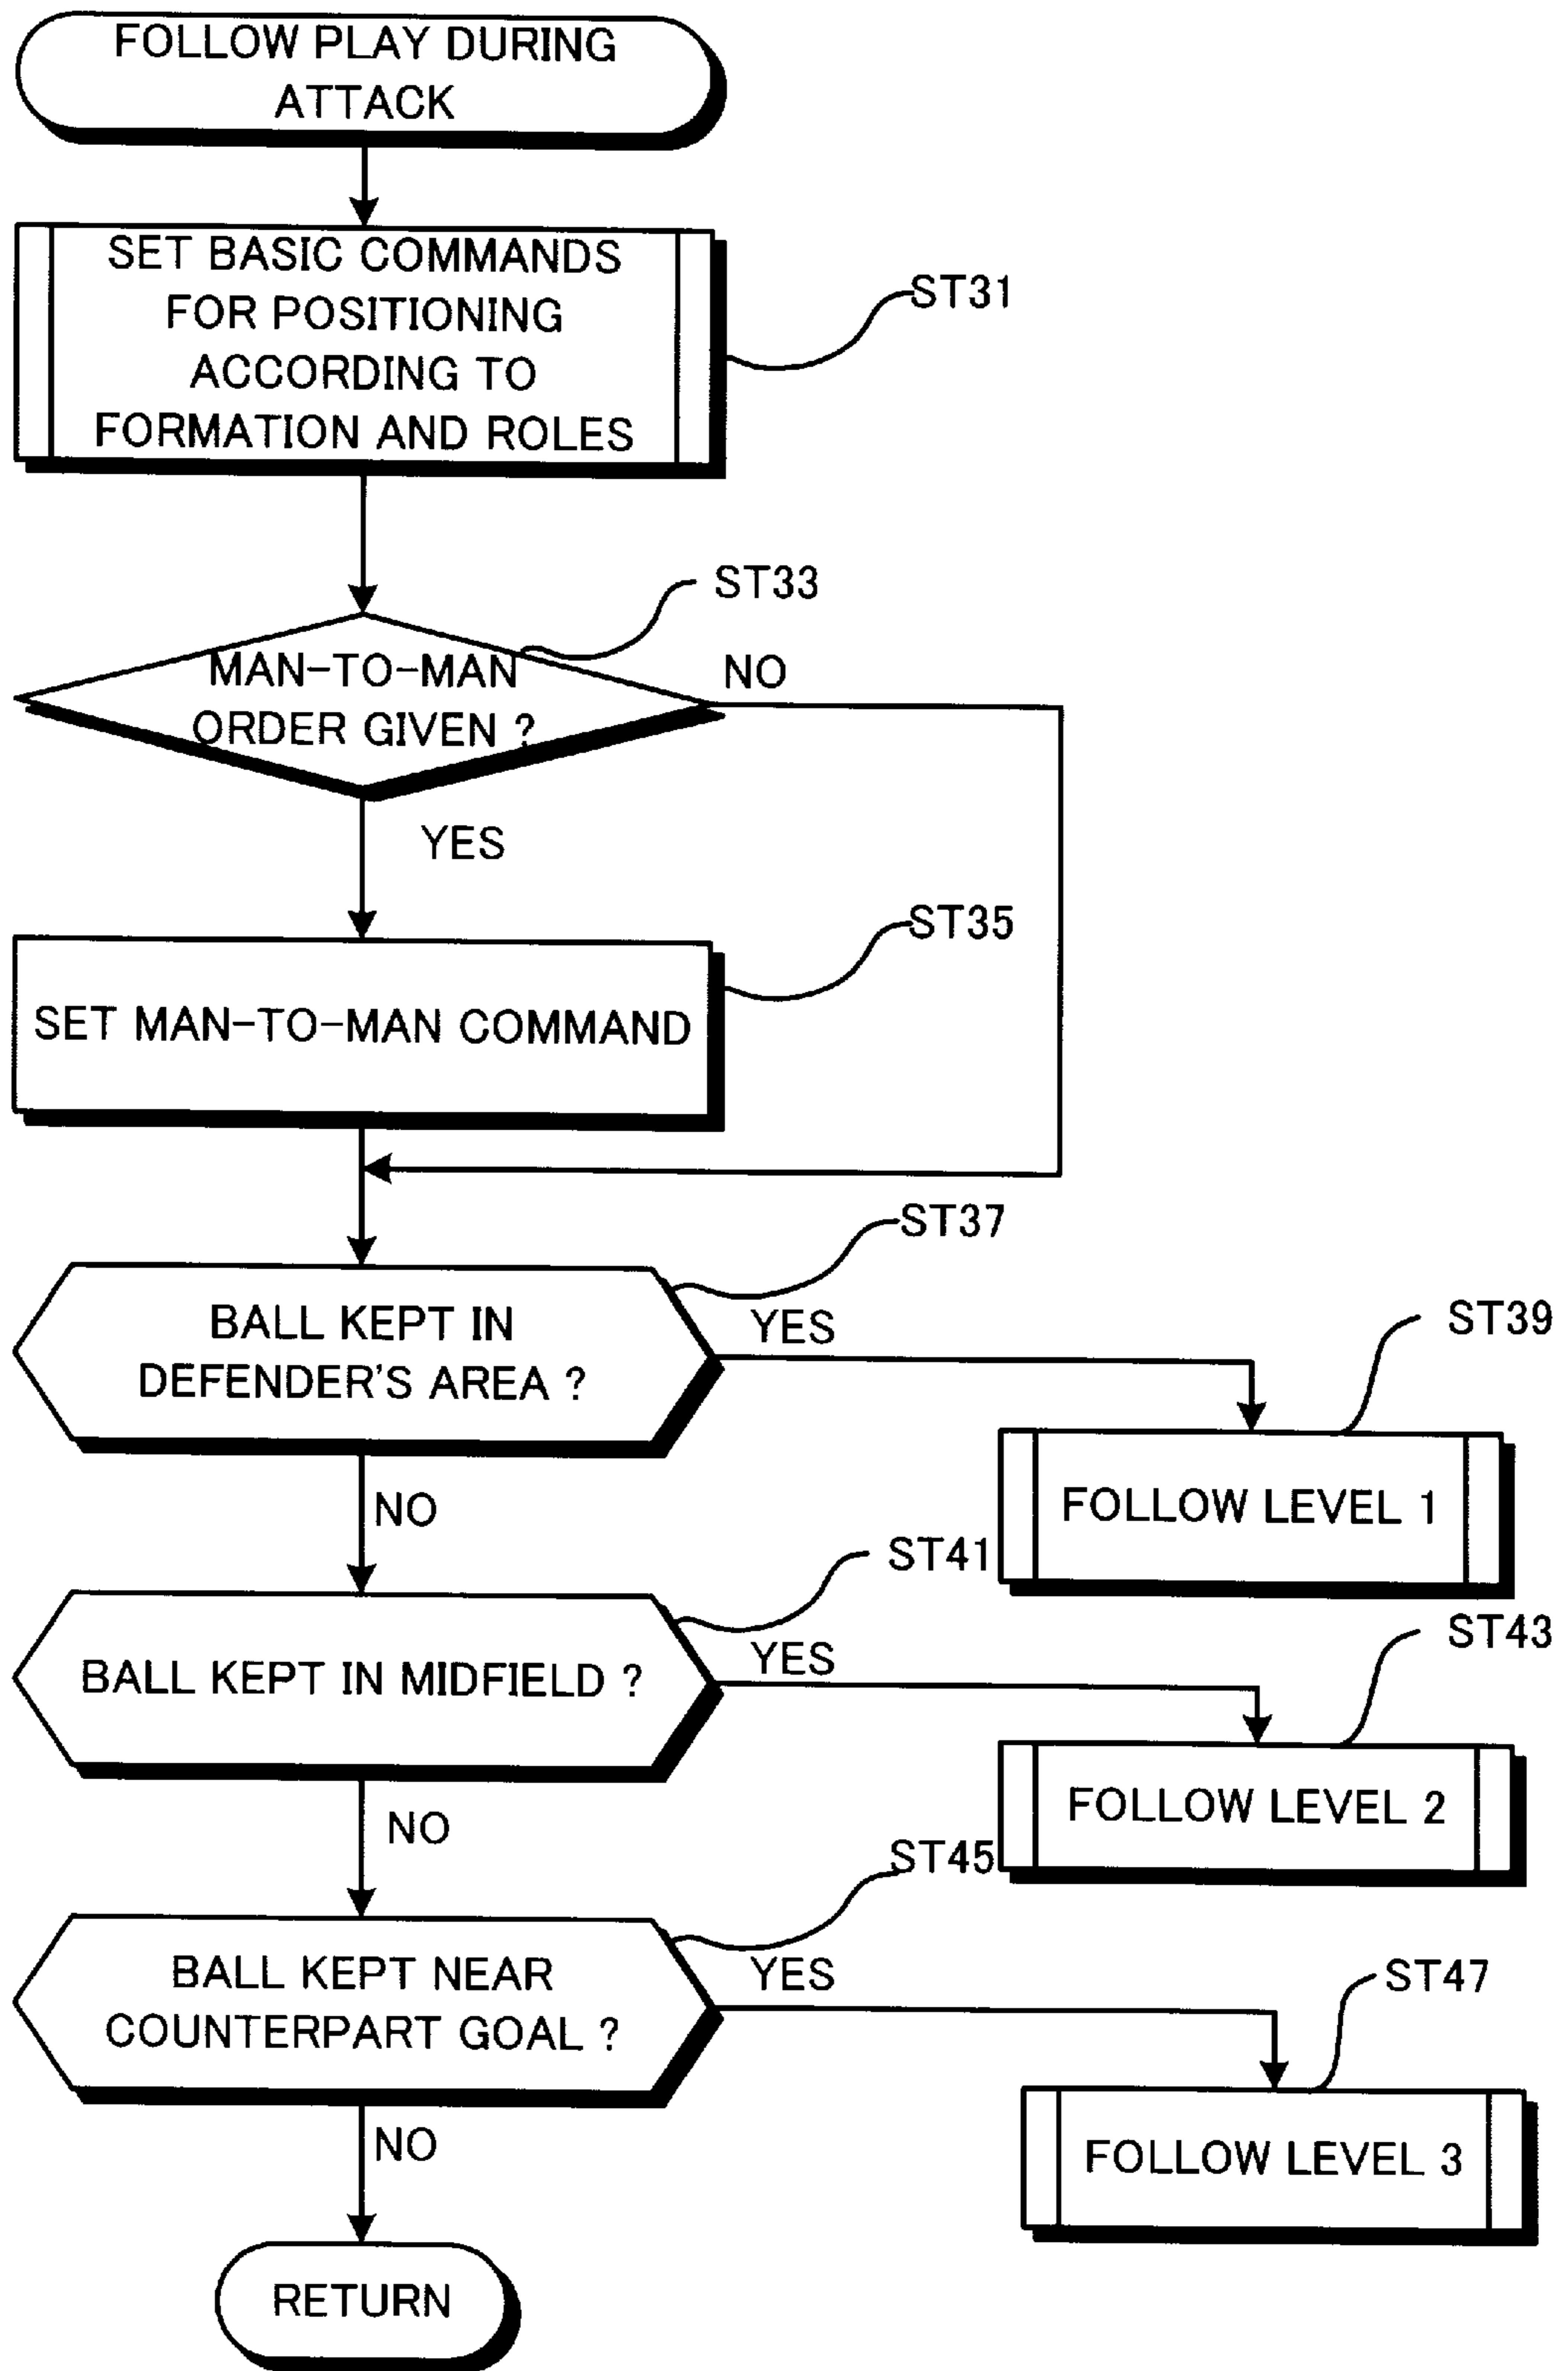 FOLLOW PLAY DURING
ATTACK
SET BASIC COMMANDS
FOR POSITIONING
ACCORDING TO
FORMATION AND ROLES
ST31
ST33
MAN-TO-MAN
ORDER GIVEN ?
NO
YES
ST35
SET MAN-TO-MAN COMMAND
ST37
BALL KEPT IN
DEFENDER'S AREA ?
YES
ST39
FOLLOW LEVEL 1
NO
ST41
BALL KEPT IN MIDFIELD ?
YES
ST43
FOLLOW LEVEL 2
NO
ST45
BALL KEPT NEAR
COUNTERPART GOAL ?
YES
ST47
FOLLOW LEVEL 3
NO
RETURN